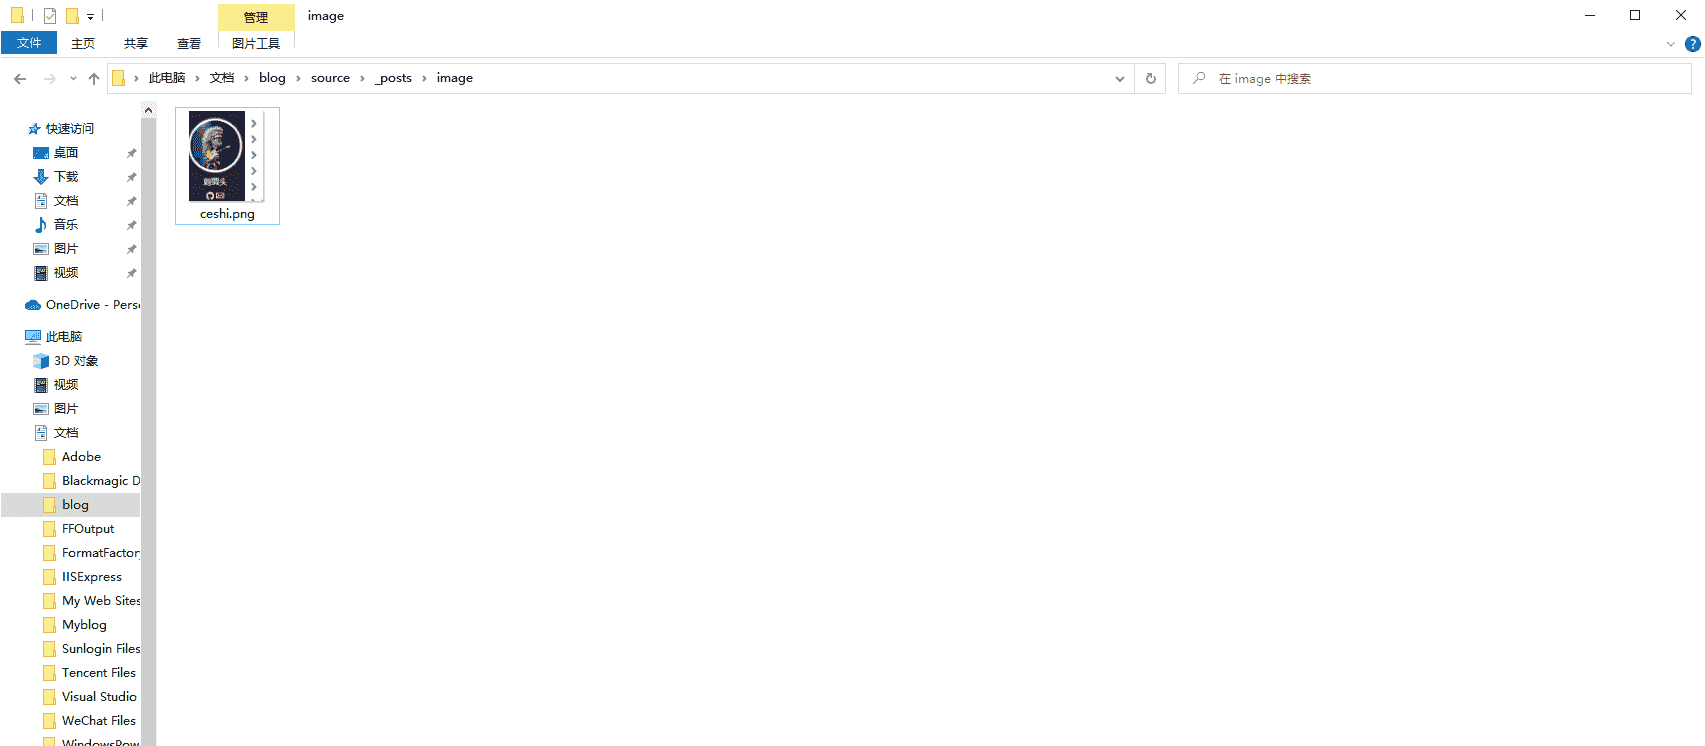 管理
image
文件
主页
共享
查看
图片工具
此电脑 文档 blog source _posts image
在 image 中搜索
快速访问
桌面
下载
文档
音乐
图片
视频
OneDrive - Pers
此电脑
3D 对象
视频
图片
文档
Adobe
Blackmagic D
blog
FFOutput
FormatFactor
IISExpress
My Web Sites
Myblog
Sunlogin Files
Tencent Files
Visual Studio
WeChat Files
WindowsPow
ceshi.png